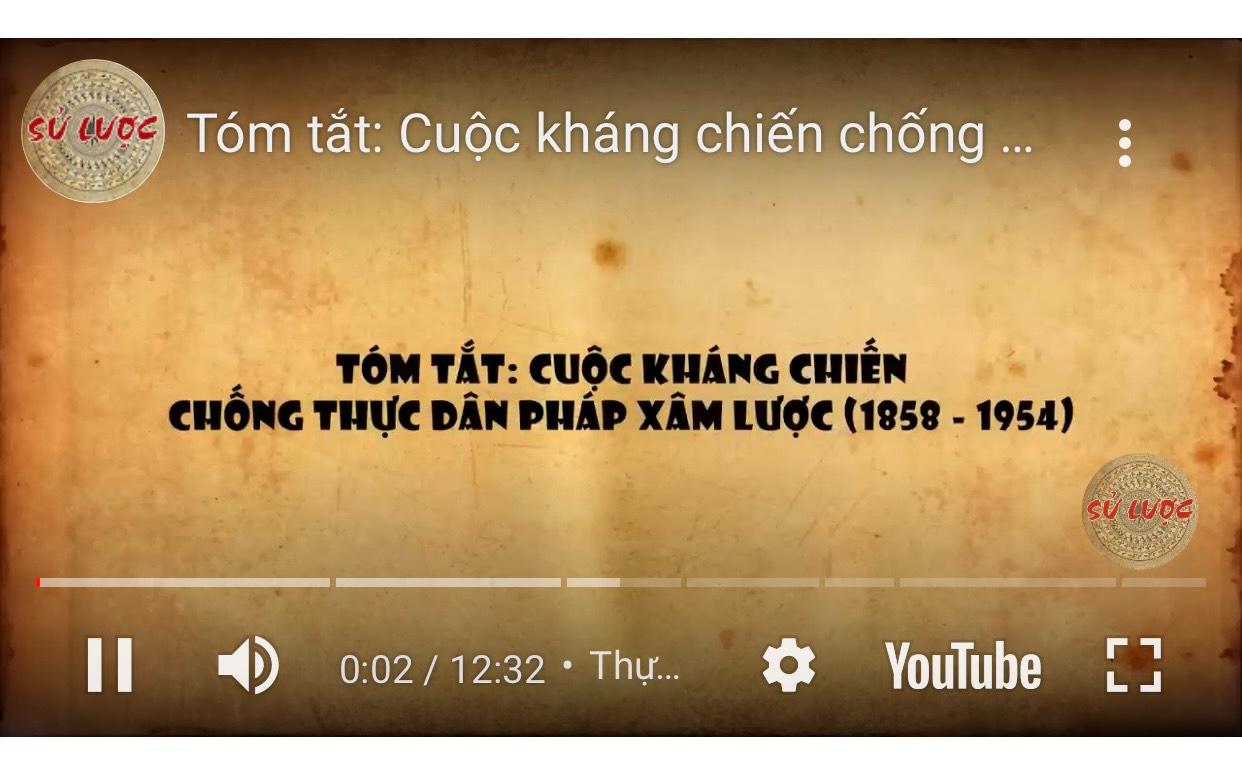 SỬ LƯỢC
Tóm tắt: Cuộc kháng chiến chống ...
TÓM TẮT: CUỘC KHÁNG CHIẾN
CHỐNG THỰC DÂN PHÁP XÂM LƯỢC (1858 - 1954)
SỬ LƯỢC
0:02 / 12:32 • Thự...
YouTube